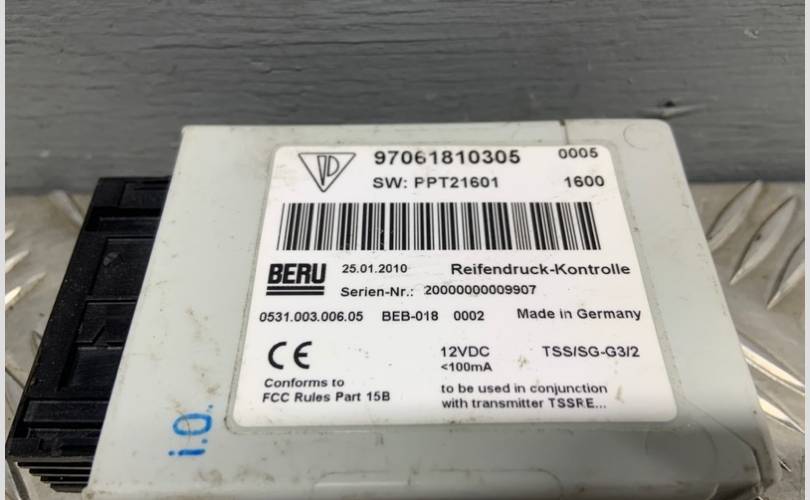 97061810305 0005
SW: PPT21601 1600
BERU 25.01.2010 Reifendruck-Kontrolle
Serien-Nr.: 20000000009907
0531.003.006.05 BEB-018 0002 Made in Germany
CE 12VDC TSS/SG-G3/2
<100mA
Conforms to
FCC Rules Part 15B
to be used in conjunction
with transmitter TSSRE...
i.O.